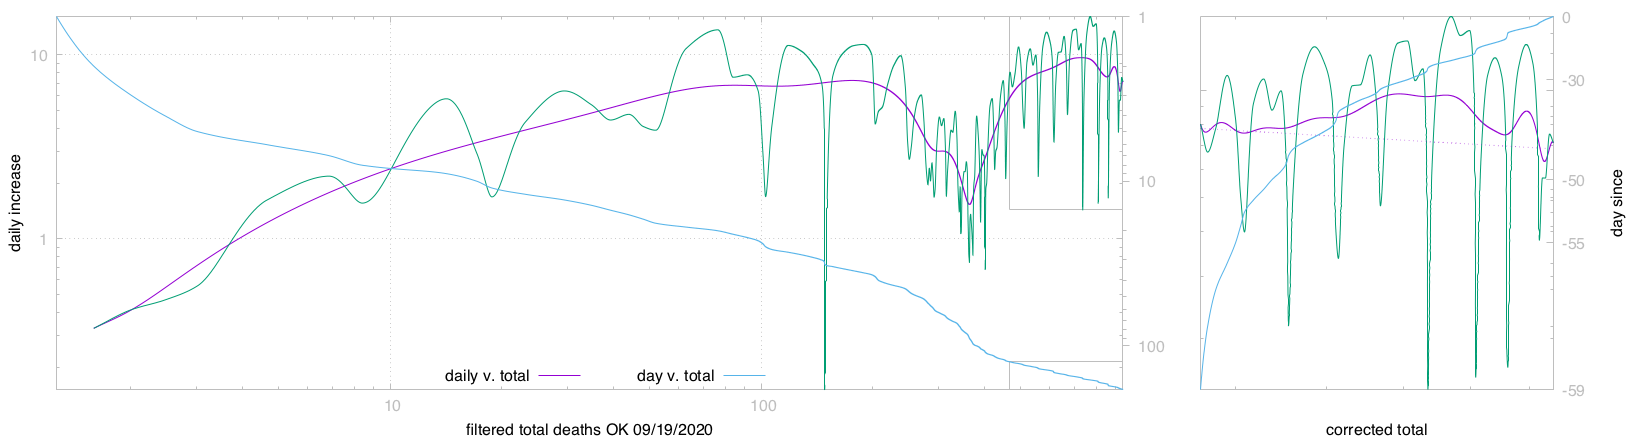 daily increase
10
1
1
10
100
daily v. total
day v. total
10
100
filtered total deaths OK 09/19/2020
0
-30
-50
-55
-59
day since
corrected total